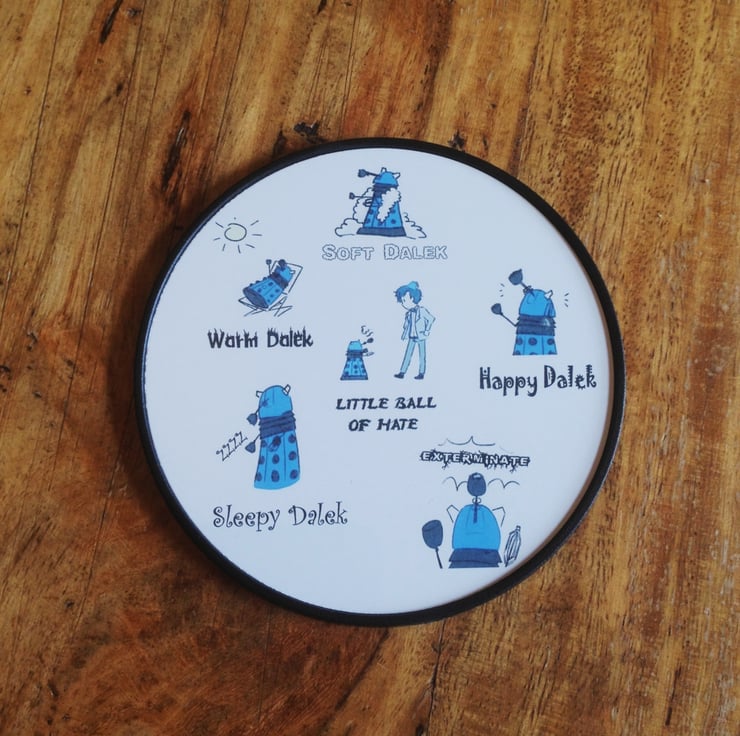 SOFT DALEK
Warm Dalek
Happy Dalek
LITTLE BALL
OF HATE
EXTERMINATE
Sleepy Dalek